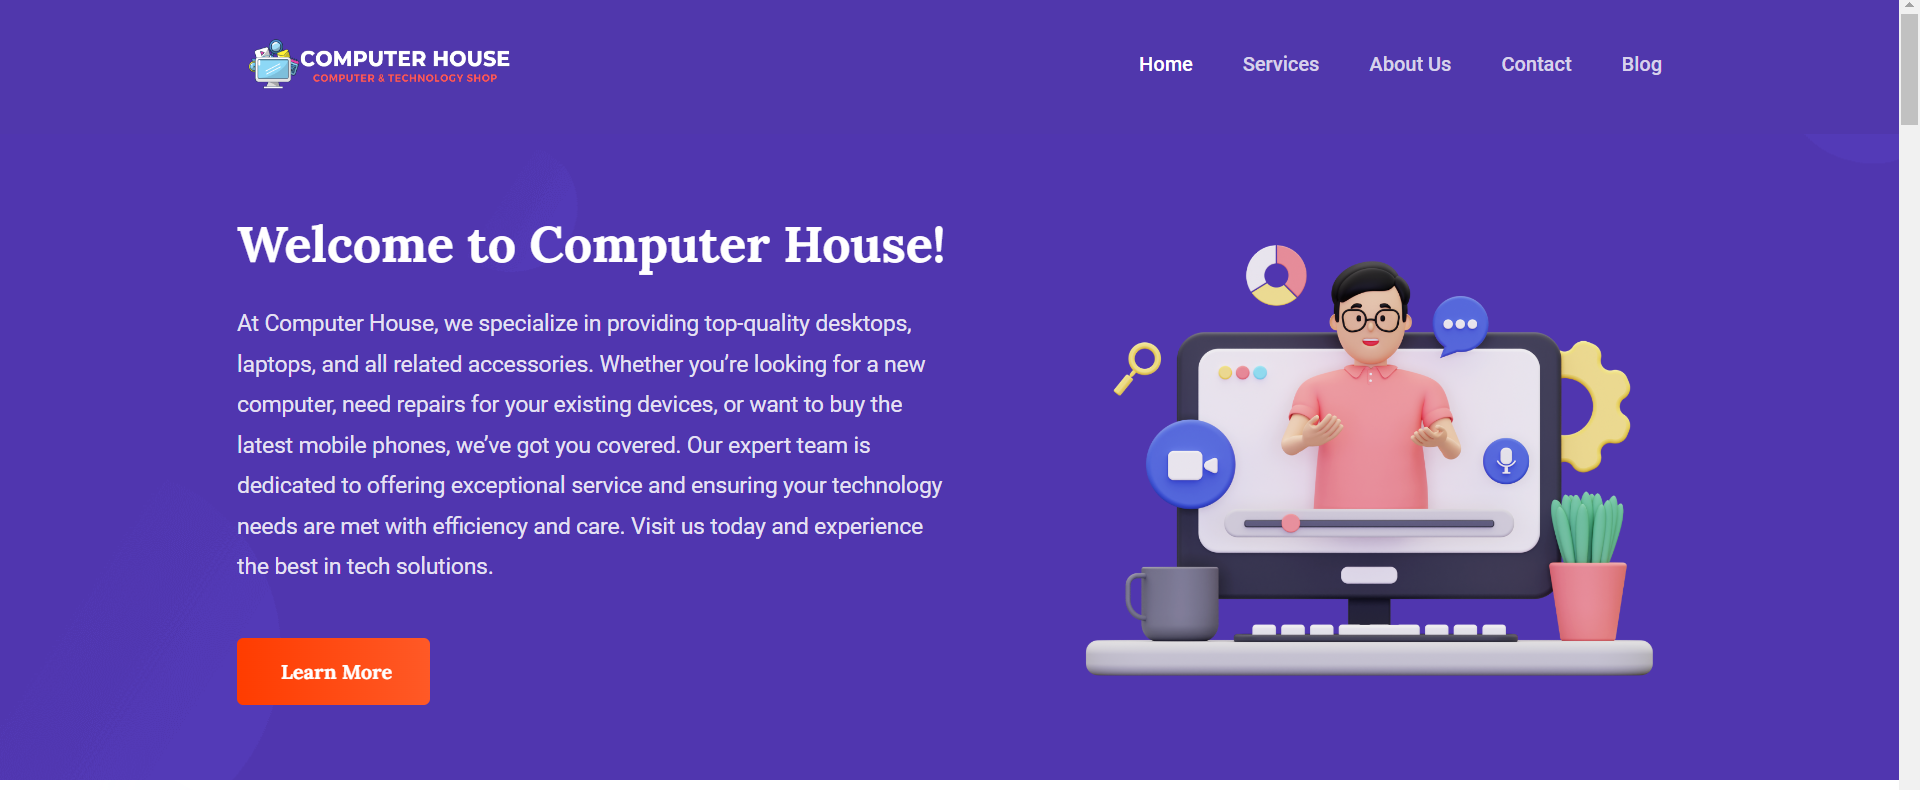 COMPUTER HOUSE
COMPUTER & TECHNOLOGY SHOP
Home Services About Us Contact Blog
Welcome to Computer House!
At Computer House, we specialize in providing top-quality desktops,
laptops, and all related accessories. Whether you’re looking for a new
computer, need repairs for your existing devices, or want to buy the
latest mobile phones, we’ve got you covered. Our expert team is
dedicated to offering exceptional service and ensuring your technology
needs are met with efficiency and care. Visit us today and experience
the best in tech solutions.
Learn More